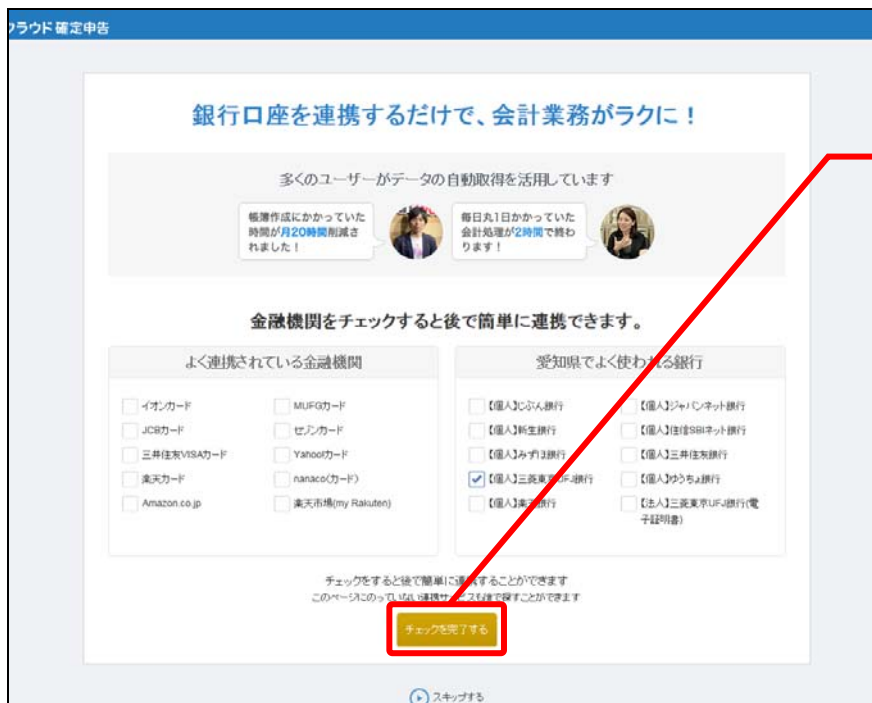 クラウド確定申告
銀行口座を連携するだけで、会計業務がラクに！
多くのユーザーがデータの自動取得を活用しています
帳簿作成にかかっていた
時間が月20時間削減さ
れました！
毎日丸1日かかっていた
会計処理が2時間で終わ
ります！
金融機関をチェックすると後で簡単に連携できます。
よく連携されている金融機関
イオンカード
MUFGカード
JCBカード
セゾンカード
三井住友VISAカード
Yahoo!カード
楽天カード
nanaco(カード)
Amazon.co.jp
楽天市場(my Rakuten)
愛知県でよく使われる銀行
【個人】じぶん銀行
【個人】ジャパンネット銀行
【個人】新生銀行
【個人】住信SBIネット銀行
【個人】みずほ銀行
【個人】三井住友銀行
【個人】三菱東京UFJ銀行
【個人】ゆうちょ銀行
【個人】楽天銀行
【法人】三菱東京UFJ銀行(電
子証明書)
チェックをすると後で簡単に連携することができます
このページにのっていない連携サービスも後で探すことができます
チェックを完了する
スキップする